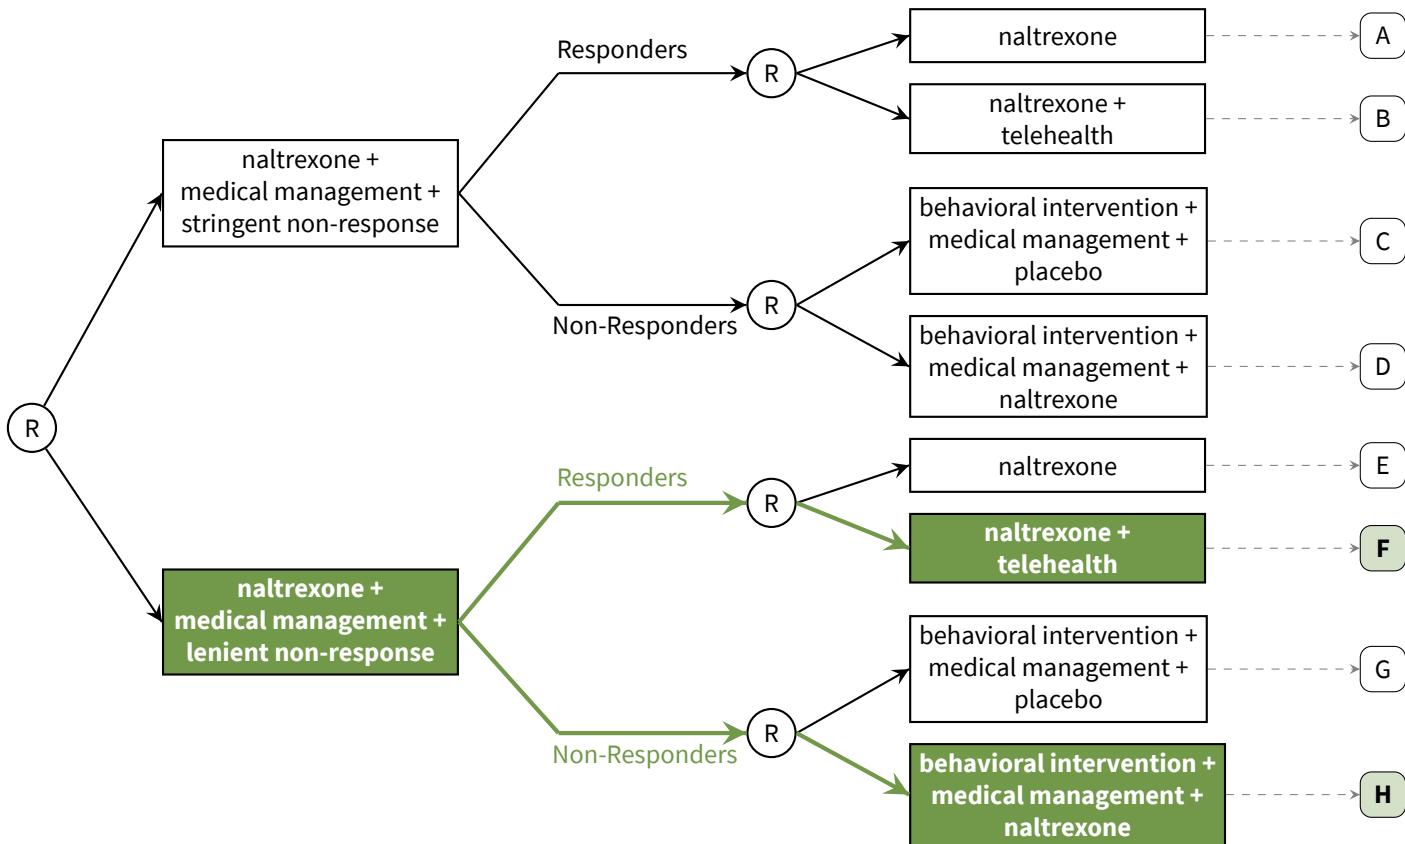 Responders
R
naltrexone
A
naltrexone +
telehealth
B
naltrexone +
medical management +
stringent non-response
behavioral intervention +
medical management +
placebo
C
Non-Responders
R
behavioral intervention +
medical management +
naltrexone
D
R
Responders
R
naltrexone
E
naltrexone +
telehealth
F
naltrexone +
medical management +
lenient non-response
behavioral intervention +
medical management +
placebo
G
Non-Responders
R
behavioral intervention +
medical management +
naltrexone
H